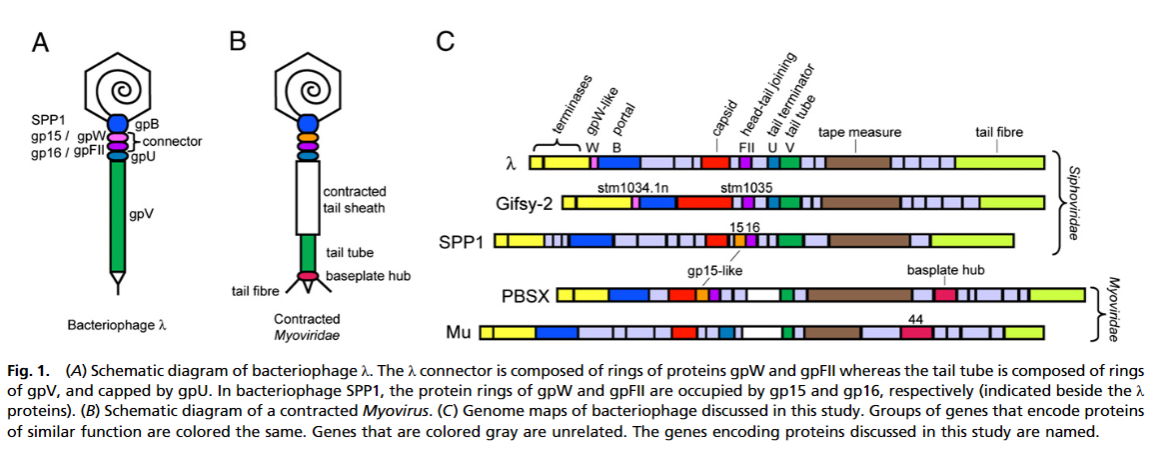 A
SPP1
gp15 / gpW
gp16 / gpFII
gpB
connector
gpU
gpV
Bacteriophage λ
B
contracted
tail sheath
tail tube
baseplate hub
tail fibre
Contracted
Myoviridae
C
terminases
gpW-like
portal
capsid
head-tail joining
tail terminator
tail tube
tape measure
tail fibre
W B FII U V
λ
stm1034.1n stm1035
Gifsy-2
15 16
SPP1
gp15-like
basplate hub
PBSX
44
Mu
Siphoviridae
Myoviridae
Fig. 1. (A) Schematic diagram of bacteriophage λ. The λ connector is composed of rings of proteins gpW and gpFII whereas the tail tube is composed of rings
of gpV, and capped by gpU. In bacteriophage SPP1, the protein rings of gpW and gpFII are occupied by gp15 and gp16, respectively (indicated beside the λ
proteins). (B) Schematic diagram of a contracted Myovirus. (C) Genome maps of bacteriophage discussed in this study. Groups of genes that encode proteins
of similar function are colored the same. Genes that are colored gray are unrelated. The genes encoding proteins discussed in this study are named.